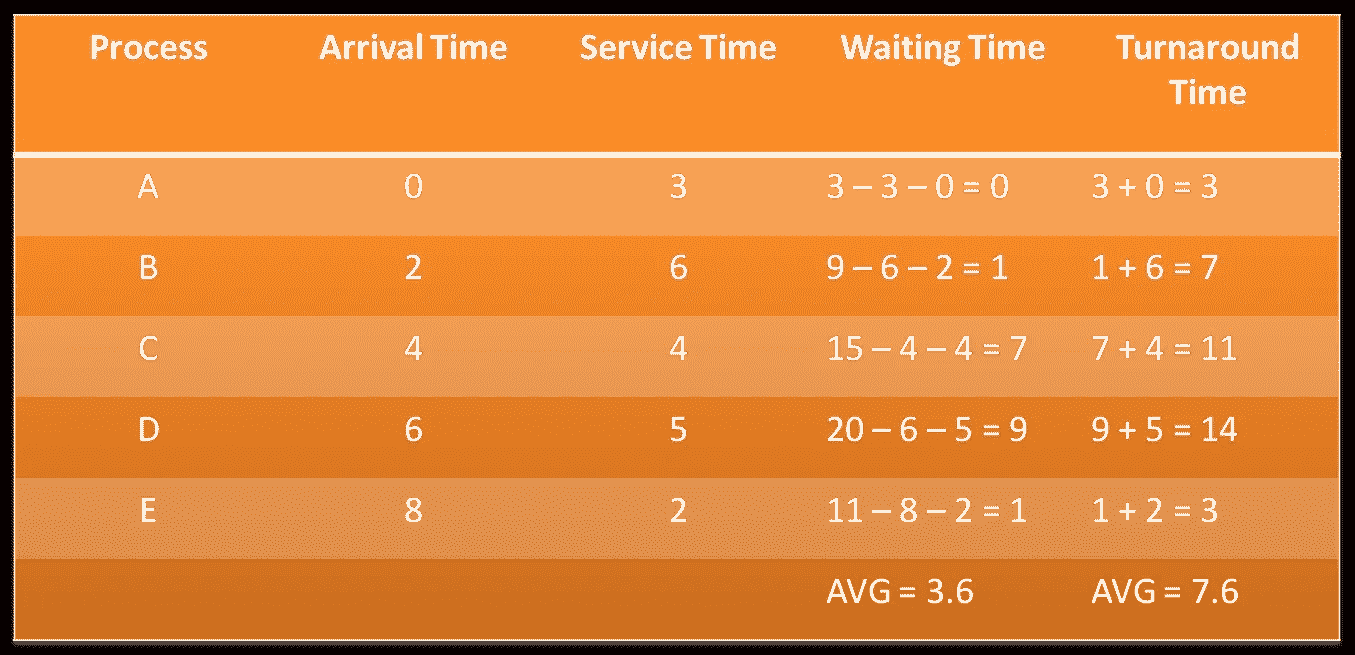 Process Arrival Time Service Time Waiting Time Turnaround Time
A 0 3 3 – 3 – 0 = 0 3 + 0 = 3
B 2 6 9 – 6 – 2 = 1 1 + 6 = 7
C 4 4 15 – 4 – 4 = 7 7 + 4 = 11
D 6 5 20 – 6 – 5 = 9 9 + 5 = 14
E 8 2 11 – 8 – 2 = 1 1 + 2 = 3
AVG = 3.6 AVG = 7.6